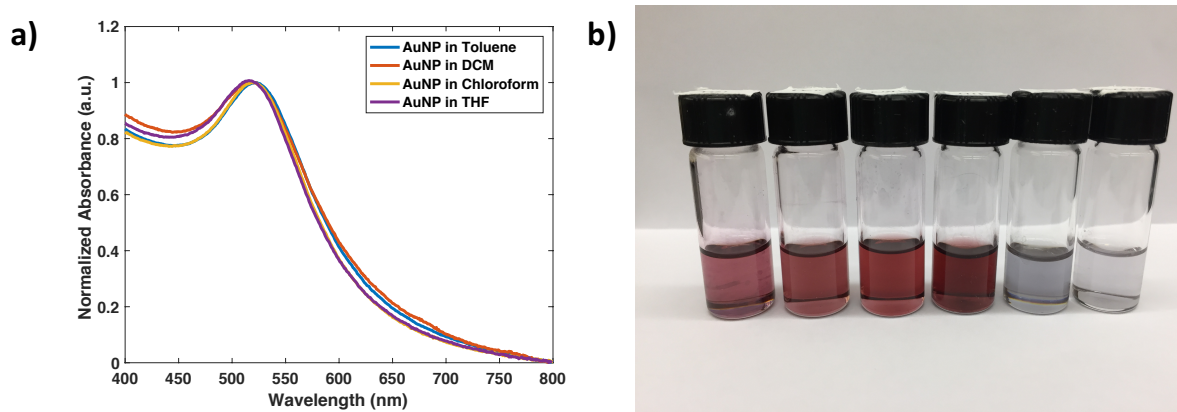 a)
1.2
1
0.8
0.6
0.4
0.2
0
Normalized Absorbance (a.u.)
AuNP in Toluene
AuNP in DCM
AuNP in Chloroform
AuNP in THF
400 450 500 550 600 650 700 750 800
Wavelength (nm)
b)